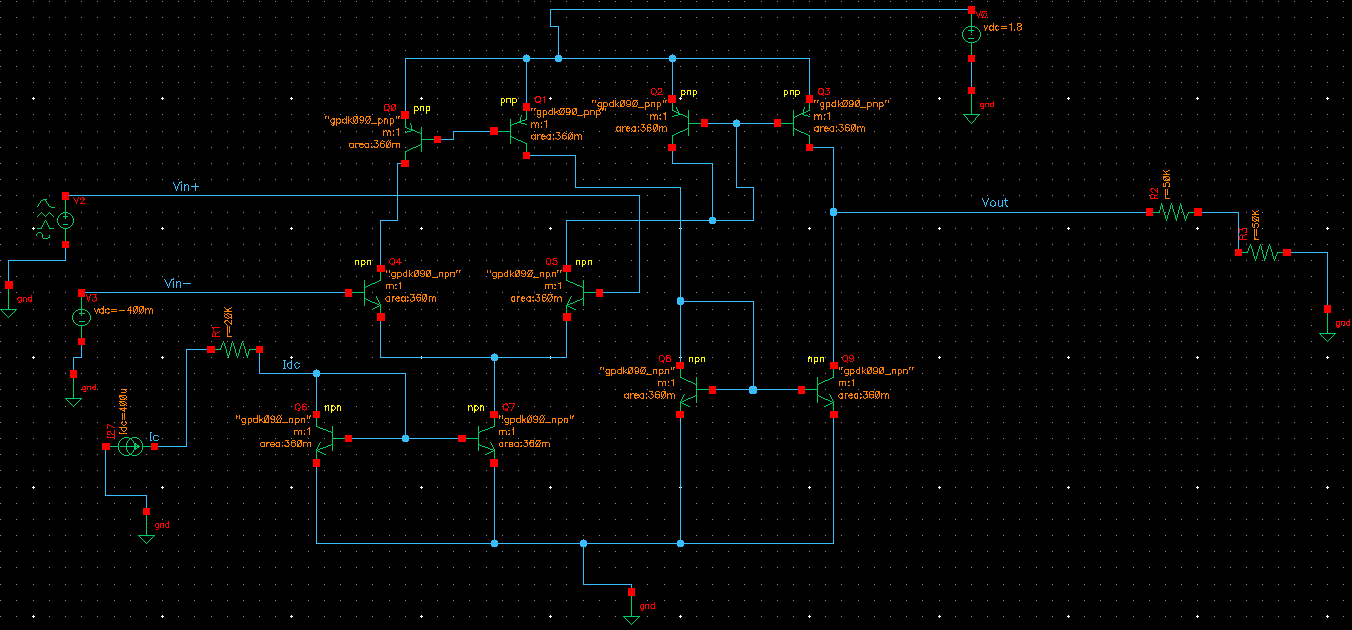 V0
vdc=1.8
gnd
Q0
pnp
"gpdk090_pnp"
m:1
area:360m
pnp
Q1
"gpdk090_pnp"
m:1
area:360m
Q2
pnp
"gpdk090_pnp"
m:1
area:360m
pnp
Q3
"gpdk090_pnp"
m:1
area:360m
Vin+
V2
gnd
Vout
R2
r=50K
r=50K
gnd
npn
Q4
"gpdk090_npn"
m:1
area:360m
Q5
npn
"gpdk090_npn"
m:1
area:360m
Vin-
V3
vdc=-400m
gnd
R1
r=20K
Idc
I27
idc=400u
Ic
gnd
Q6
npn
"gpdk090_npn"
m:1
area:360m
npn
Q7
"gpdk090_npn"
m:1
area:360m
Q8
npn
"gpdk090_npn"
m:1
area:360m
npn
Q9
"gpdk090_npn"
m:1
area:360m
gnd